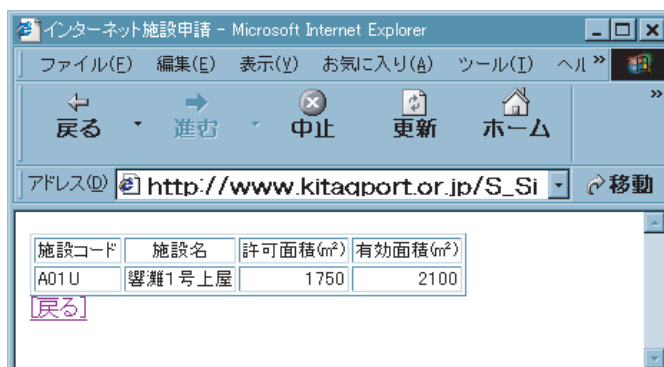 インターネット施設申請 - Microsoft Internet Explorer
ファイル(F) 編集(E) 表示(V) お気に入り(A) ツール(T) ヘル »
戻る 進む 中止 更新 ホーム »
アドレス(D) http://www.kitaqport.or.jp/S_Si 移動
施設コード 施設名 許可面積(㎡) 有効面積(㎡)
A01U 響灘1号上屋 1750 2100
[戻る]